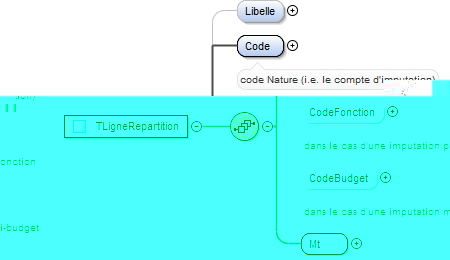 Libelle
Code
code Nature (i.e. le compte d'imputation)
CodeFonction
TLigneRepartition
dans le cas d'une imputation p
onction
CodeBudget
dans le cas d'une imputation m
i-budget
Mt